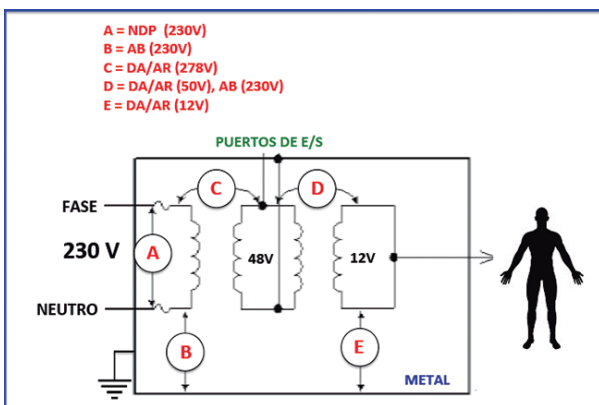 A = NDP (230V)
B = AB (230V)
C = DA/AR (278V)
D = DA/AR (50V), AB (230V)
E = DA/AR (12V)
PUERTOS DE E/S
C
D
FASE
230 V
A
48V
12V
NEUTRO
B
E
METAL